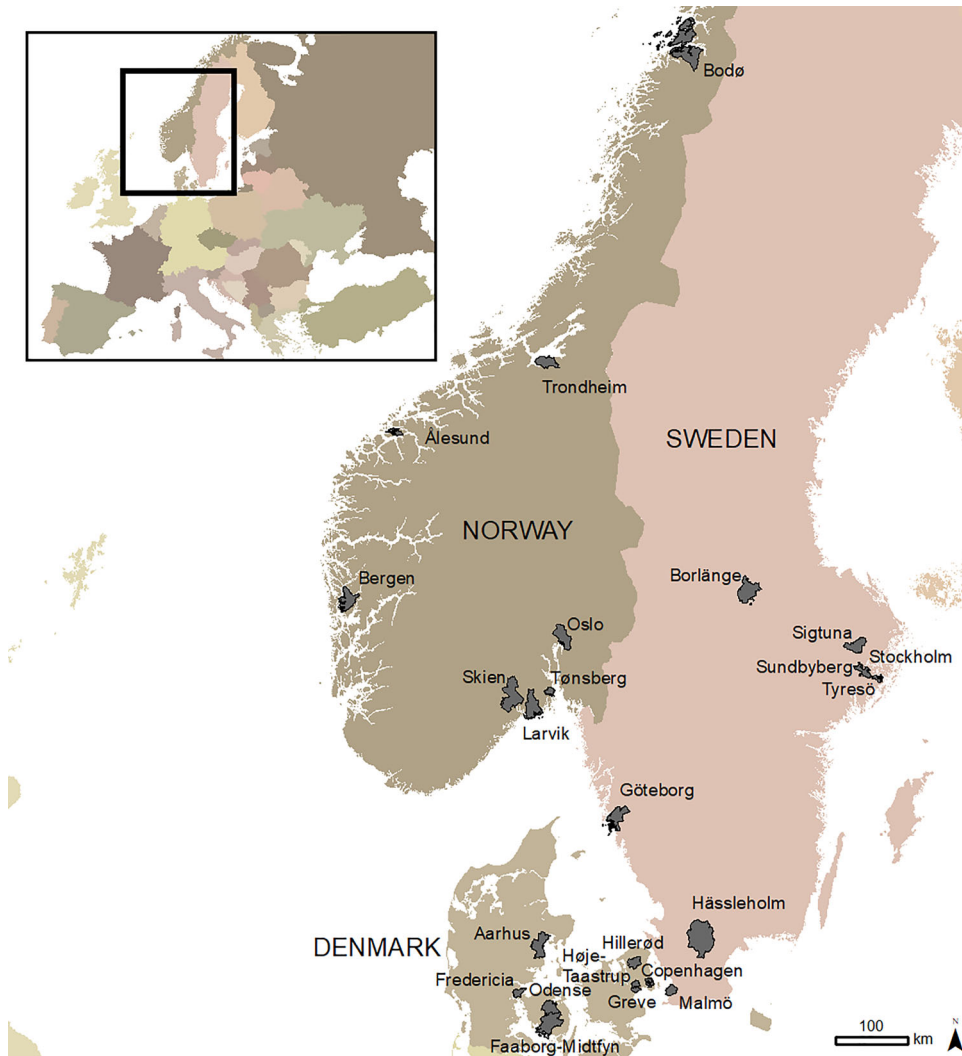 Bodø
Trondheim
Ålesund
SWEDEN
NORWAY
Bergen
Borlänge
Oslo
Sigtuna
Stockholm
Sundbyberg
Skien
Tønsberg
Tyresö
Larvik
Göteborg
Hässleholm
Aarhus
DENMARK
Hillerød
Høje-
Taastrup
Copenhagen
Fredericia
Odense
Greve
Malmö
Faaborg-Midtfyn
100
km
N